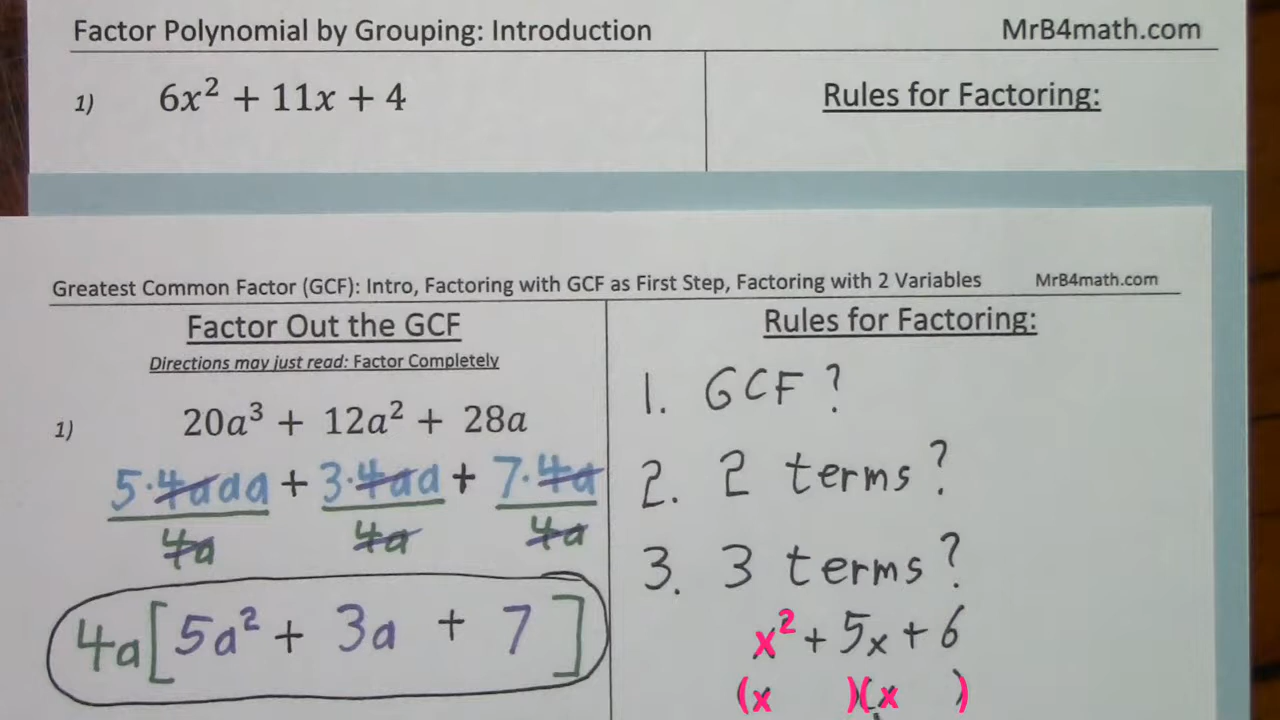 Factor Polynomial by Grouping: Introduction MrB4math.com
1) 6x² + 11x + 4
Rules for Factoring:
Greatest Common Factor (GCF): Intro, Factoring with GCF as First Step, Factoring with 2 Variables MrB4math.com
Factor Out the GCF
Directions may just read: Factor Completely
1) 20a³ + 12a² + 28a
5·4aaa + 3·4aa + 7·4a
4a 4a 4a
4a[5a² + 3a + 7]
Rules for Factoring:
1. GCF?
2. 2 terms?
3. 3 terms?
x² + 5x + 6
(x )(x )